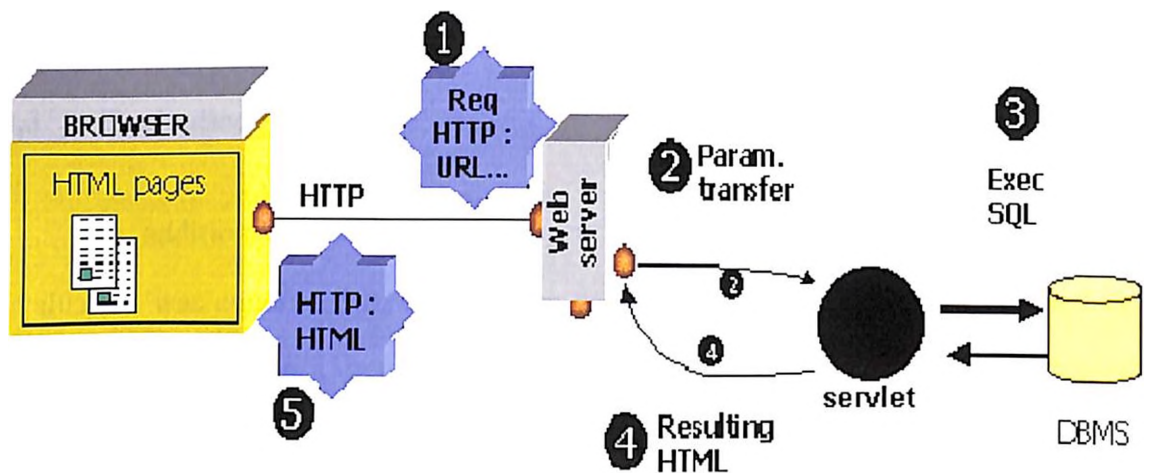 1
Req
HTTP :
URL...
BROWSER
HTML pages
HTTP
Web
server
2 Param.
transfer
3
Exec
SQL
2
4
HTTP :
HTML
5
servlet
DBMS
4 Resulting
HTML